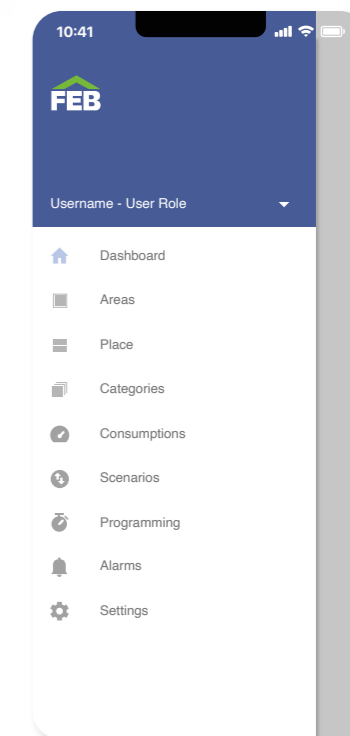 10:41
FEB
Username - User Role
Dashboard
Areas
Place
Categories
Consumptions
Scenarios
Programming
Alarms
Settings